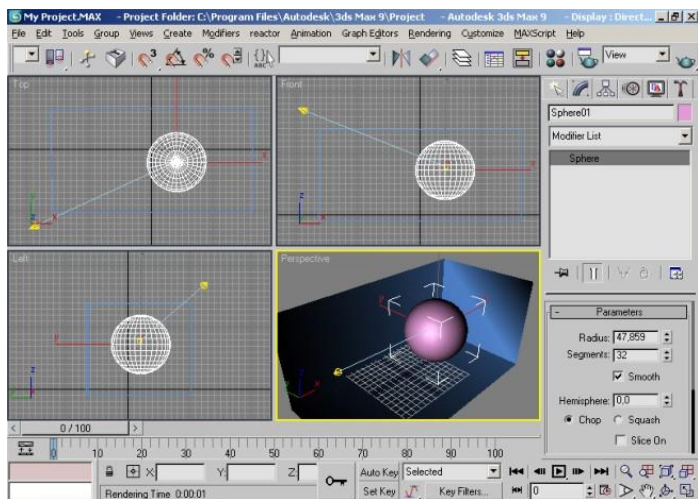 My Project.MAX - Project Folder: C:\Program Files\Autodesk\3ds Max 9\Project - Autodesk 3ds Max 9 - Display : Direct...
File Edit Tools Group Views Create Modifiers reactor Animation Graph Editors Rendering Customize MAXScript Help
3 % {} ABC View
Top
Front
Left
Perspective
x
z
x
y
x
z
x
y
z
y
y
x
Sphere01
Modifier List
Sphere
- Parameters
Radius: 47,859
Segments: 32
Smooth
Hemisphere: 0,0
Chop Squash
Slice On
< 0 / 100 >
0 10 20 30 40 50 60 70 80 90 100
X: Y: Z: Auto Key Selected
Rendering Time 0:00:01 Set Key Key Filters... 0